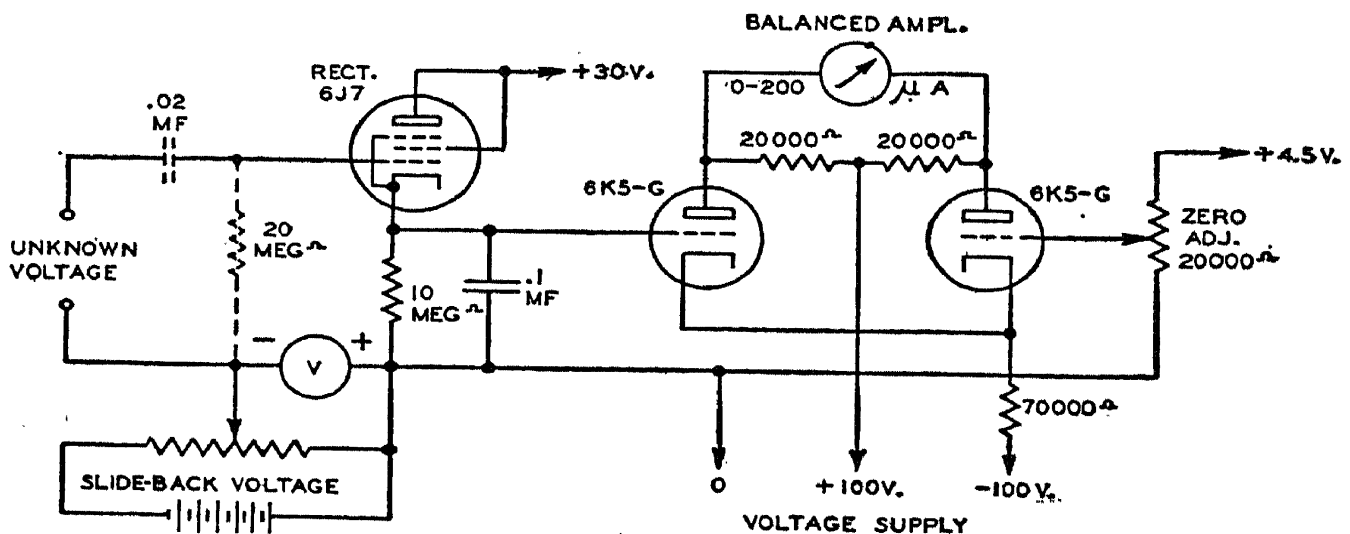 BALANCED AMPL.
RECT.
6J7
+30V.
0-200
μA
.02
MF
20000Ω
20000Ω
+4.5V.
6K5-G
6K5-G
ZERO
ADJ.
20000Ω
UNKNOWN
VOLTAGE
20
MEGΩ
10
MEGΩ
.1
MF
-
V
+
70000Ω
SLIDE-BACK VOLTAGE
0
+100V.
-100V.
VOLTAGE SUPPLY